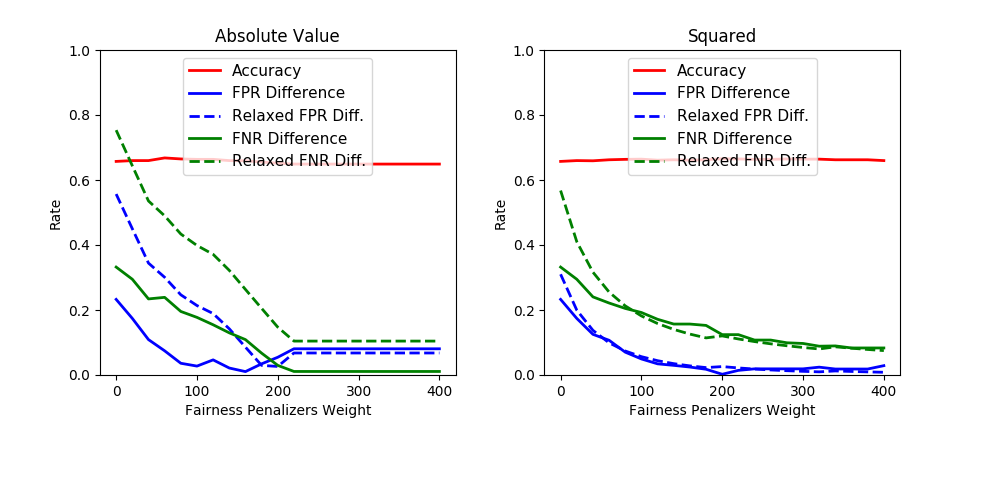 Absolute Value
1.0
0.8
0.6
0.4
0.2
0.0
Rate
0
100
200
300
400
Fairness Penalizers Weight
Accuracy
FPR Difference
Relaxed FPR Diff.
FNR Difference
Relaxed FNR Diff.
Squared
1.0
0.8
0.6
0.4
0.2
0.0
Rate
0
100
200
300
400
Fairness Penalizers Weight
Accuracy
FPR Difference
Relaxed FPR Diff.
FNR Difference
Relaxed FNR Diff.